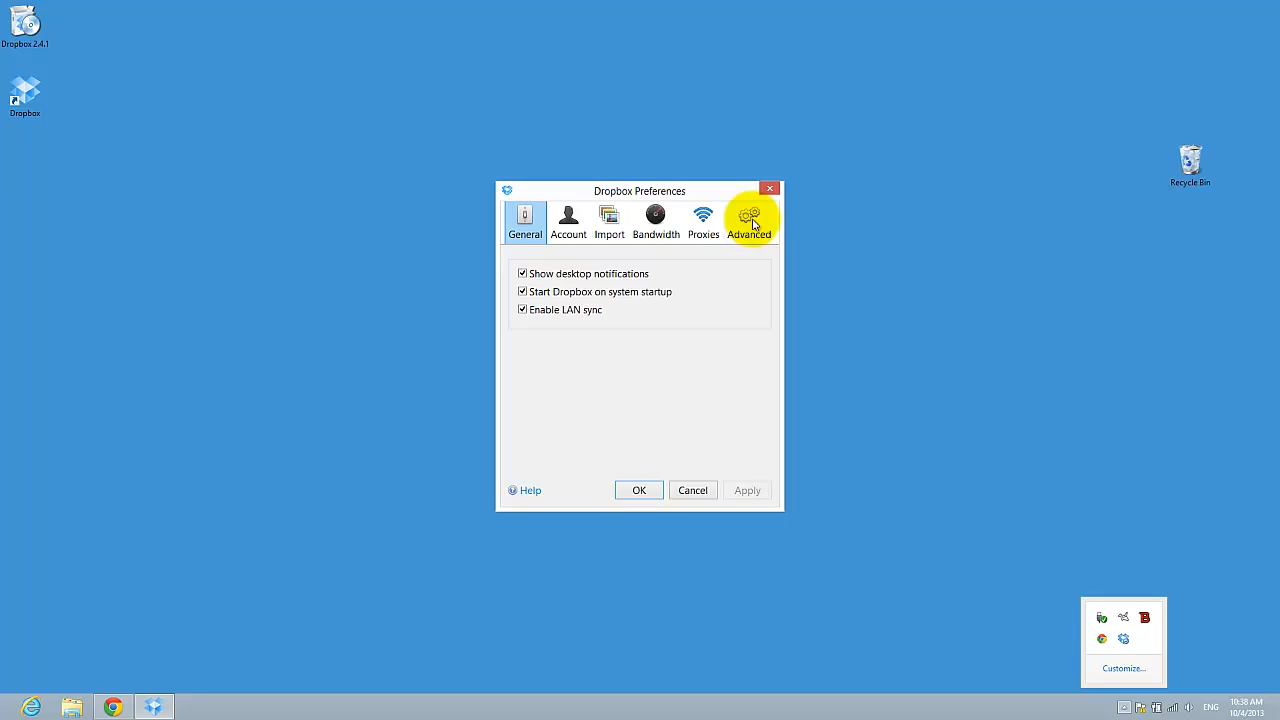 Dropbox 2.4.1
Dropbox
Recycle Bin
Dropbox Preferences
General Account Import Bandwidth Proxies Advanced
Show desktop notifications
Start Dropbox on system startup
Enable LAN sync
Help OK Cancel Apply
B
Customize...
ENG
10:38 AM
10/4/2013